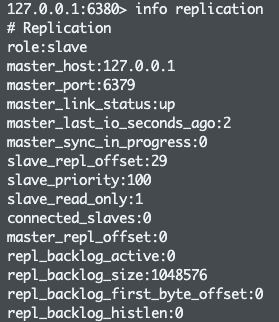 127.0.0.1:6380> info replication
# Replication
role:slave
master_host:127.0.0.1
master_port:6379
master_link_status:up
master_last_io_seconds_ago:2
master_sync_in_progress:0
slave_repl_offset:29
slave_priority:100
slave_read_only:1
connected_slaves:0
master_repl_offset:0
repl_backlog_active:0
repl_backlog_size:1048576
repl_backlog_first_byte_offset:0
repl_backlog_histlen:0